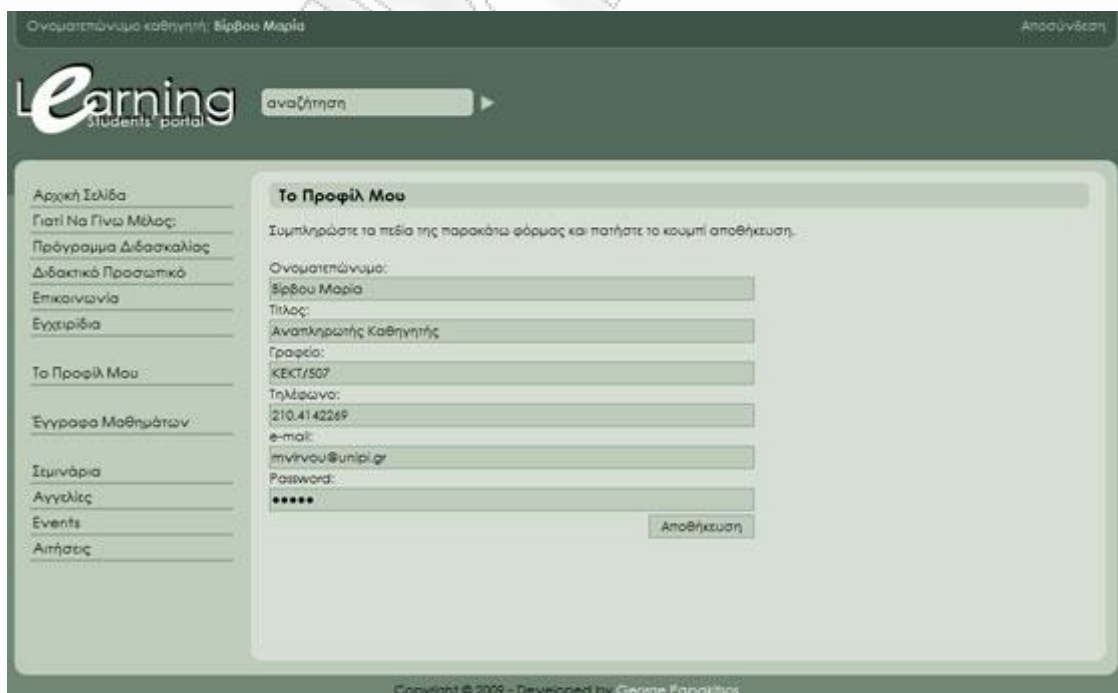 Ονοματεπώνυμο καθηγητή: Βίρβου Μαρία
Αποσύνδεση
Learning
Students' portal
αναζήτηση
Αρχική Σελίδα
Γιατί Να Γίνω Μέλος;
Πρόγραμμα Διδασκαλίας
Διδακτικό Προσωπικό
Επικοινωνία
Εγχειρίδια
Το Προφίλ Μου
Έγγραφα Μαθημάτων
Σεμινάρια
Αγγελίες
Events
Αιτήσεις
Το Προφίλ Μου
Συμπληρώστε τα πεδία της παρακάτω φόρμας και πατήστε το κουμπί αποθήκευση.
Ονοματεπώνυμο:
Βίρβου Μαρία
Τίτλος:
Αναπληρωτής Καθηγητής
Γραφείο:
ΚΕΚΤ/507
Τηλέφωνο:
210.4142269
e-mail:
mvirvou@unipi.gr
Password:
•••••
Αποθήκευση
Copyright © 2009 - Developed by George